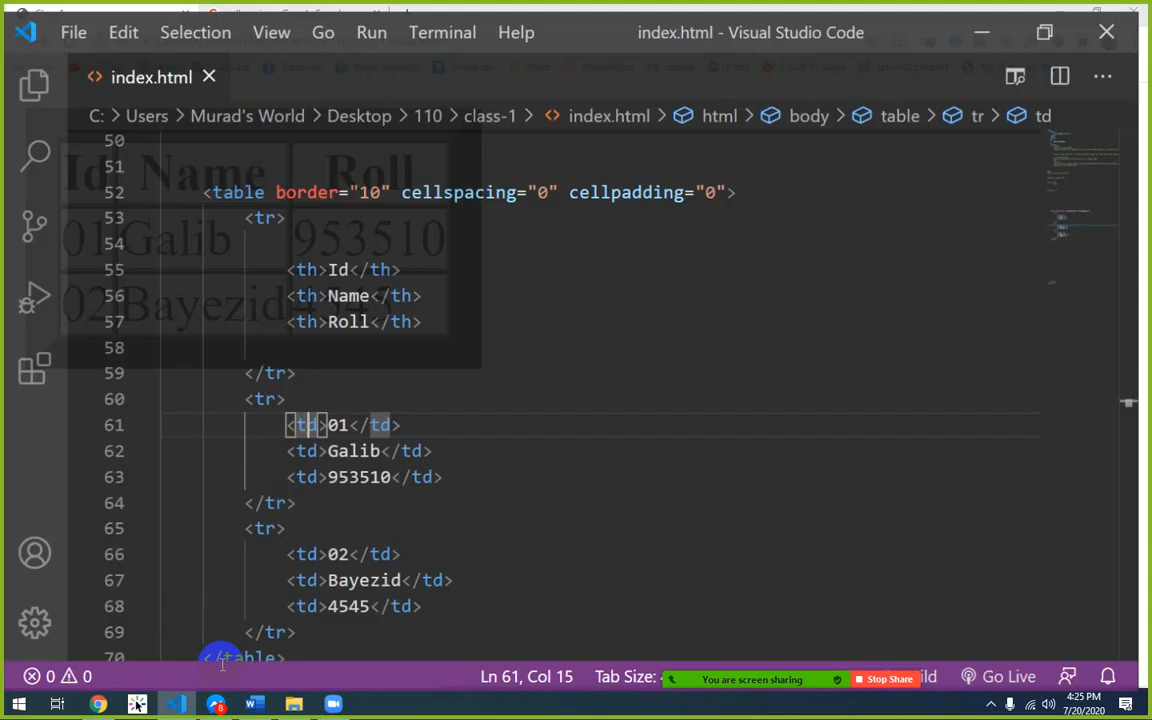 File Edit Selection View Go Run Terminal Help index.html - Visual Studio Code
index.html
C: > Users > Murad's World > Desktop > 110 > class-1 > index.html > html > body > table > tr > td
50
51
52 <table border="10" cellspacing="0" cellpadding="0">
53 <tr>
54
55 <th>Id</th>
56 <th>Name</th>
57 <th>Roll</th>
58
59 </tr>
60 <tr>
61 <td>01</td>
62 <td>Galib</td>
63 <td>953510</td>
64 </tr>
65 <tr>
66 <td>02</td>
67 <td>Bayezid</td>
68 <td>4545</td>
69 </tr>
70 </table>
Id Name Roll
01 Galib 953510
02 Bayezid 4545
0 0 Ln 61, Col 15 Tab Size: Go Live
You are screen sharing Stop Share
8
4:25 PM
7/20/2020